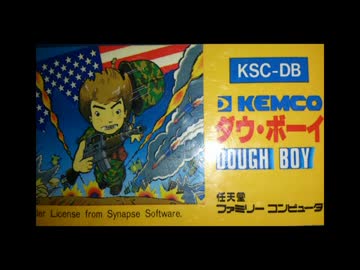 KSC-DB
KEMCO
ダウ・ボーイ
DOUGH BOY
任天堂
ファミリー コンピュータ
License from Synapse Software.